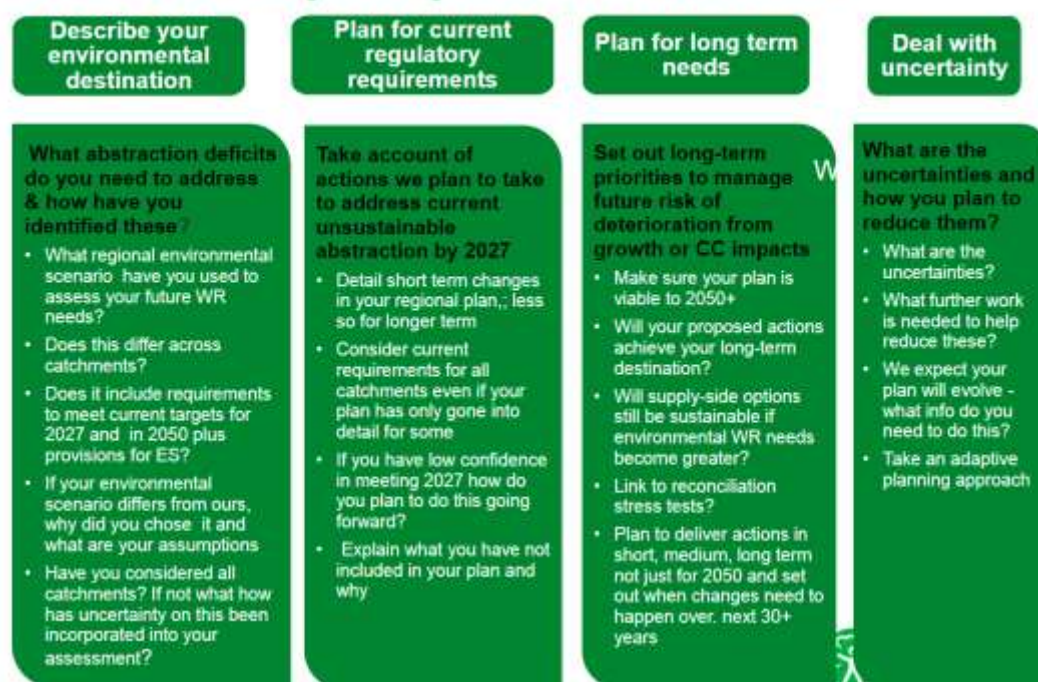 Describe your
environmental
destination
What abstraction deficits
do you need to address
& how have you
identified these?
• What regional environmental
scenario have you used to
assess your future WR
needs?
• Does this differ across
catchments?
• Does it include requirements
to meet current targets for
2027 and in 2050 plus
provisions for ES?
• If your environmental
scenario differs from ours,
why did you chose it and
what are your assumptions
• Have you considered all
catchments? If not what how
has uncertainty on this been
incorporated into your
assessment?
Plan for current
regulatory
requirements
Take account of
actions we plan to take
to address current
unsustainable
abstraction by 2027
• Detail short term changes
in your regional plan,; less
so for longer term
• Consider current
requirements for all
catchments even if your
plan has only gone into
detail for some
• If you have low confidence
in meeting 2027 how do
you plan to do this going
forward?
• Explain what you have not
included in your plan and
why
Plan for long term
needs
Set out long-term
priorities to manage
future risk of
deterioration from
growth or CC impacts
• Make sure your plan is
viable to 2050+
• Will your proposed actions
achieve your long-term
destination?
• Will supply-side options
still be sustainable if
environmental WR needs
become greater?
• Link to reconciliation
stress tests?
• Plan to deliver actions in
short, medium, long term
not just for 2050 and set
out when changes need to
happen over. next 30+
years
W
Deal with
uncertainty
What are the
uncertainties and
how you plan to
reduce them?
• What are the
uncertainties?
• What further work
is needed to help
reduce these?
• We expect your
plan will evolve -
what info do you
need to do this?
• Take an adaptive
planning approach